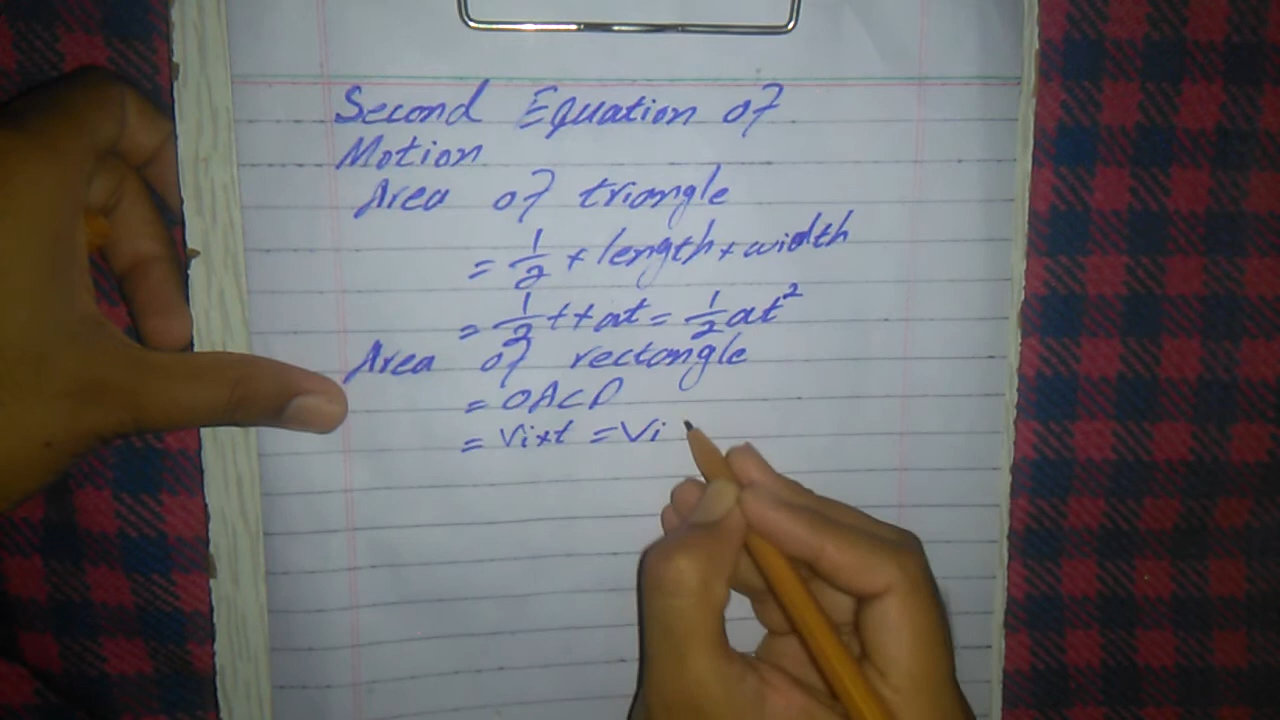 Second Equation of
Motion
Area of triangle
= 1/2 × length × width
= 1/2 t × at = 1/2 at²
Area of rectangle
= OACD
= Vi×t = Vi